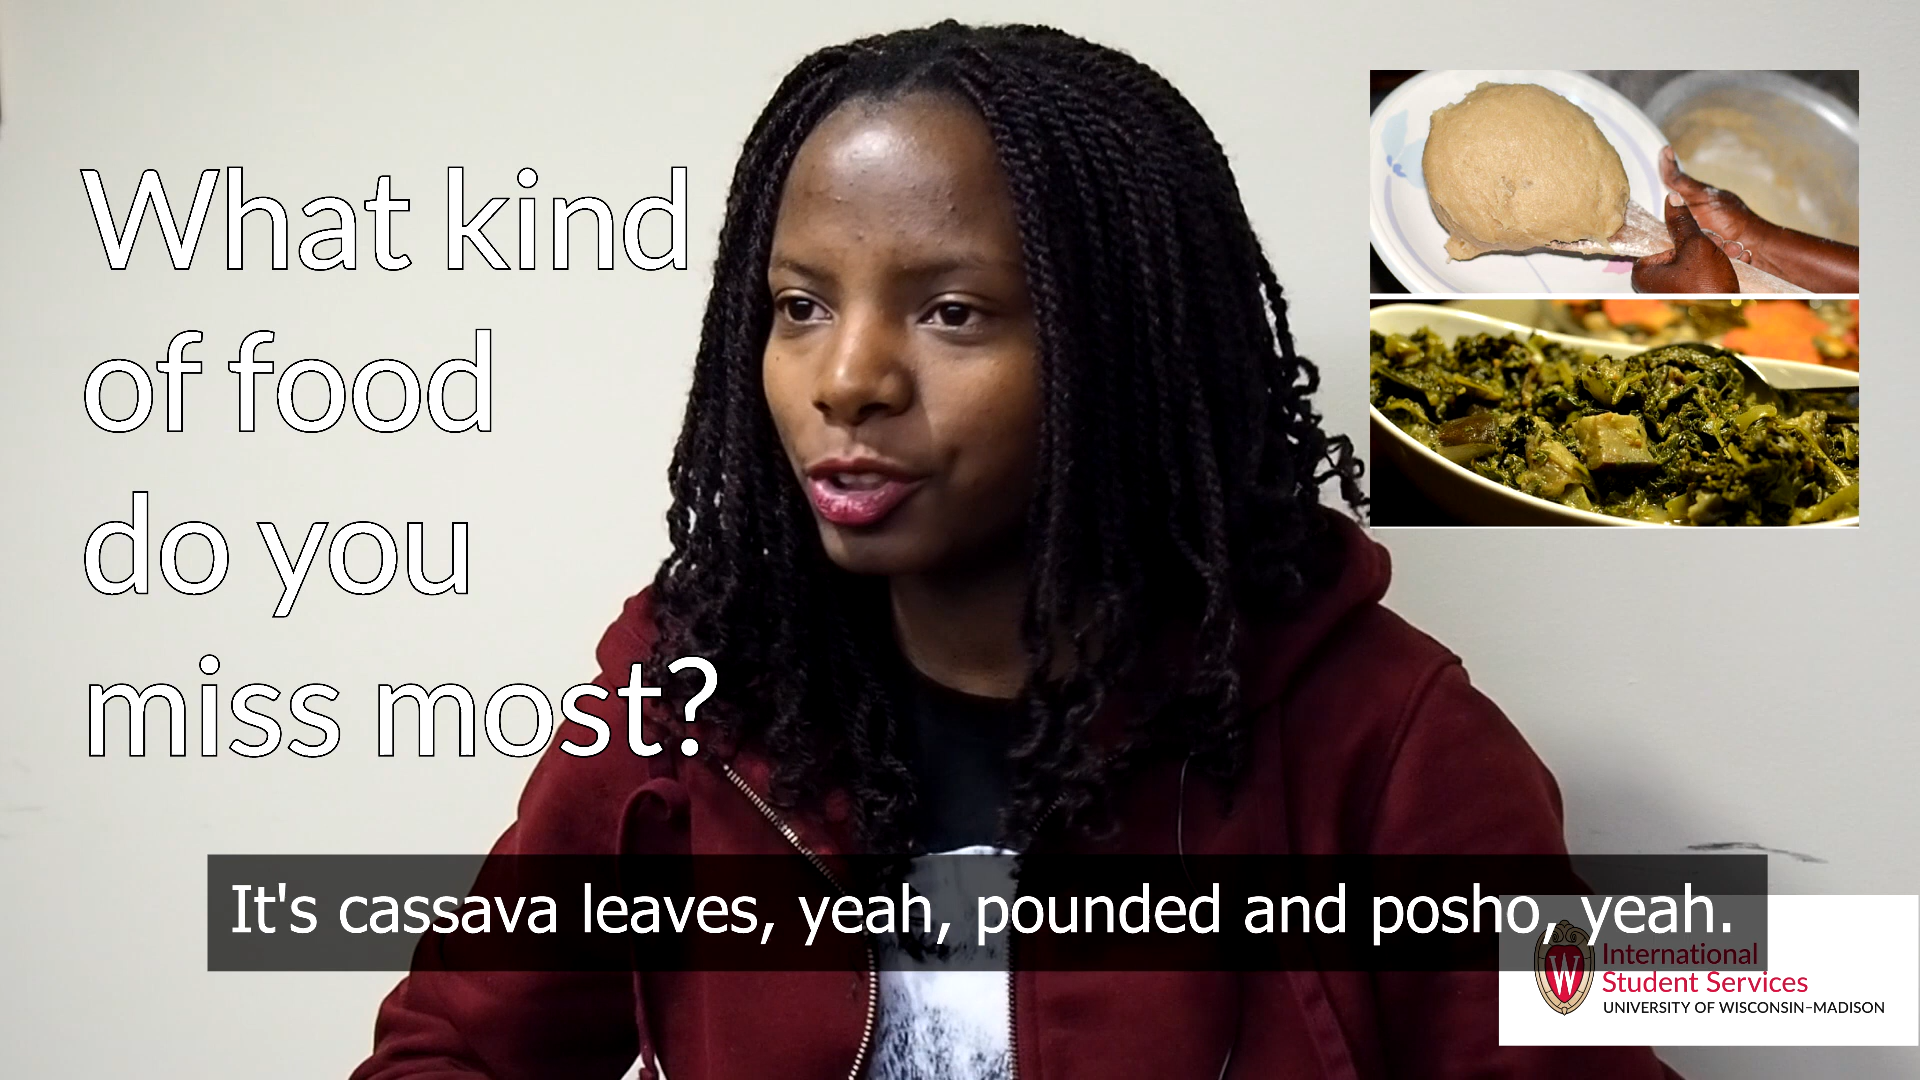 What kind
of food
do you
miss most?
It's cassava leaves, yeah, pounded and posho, yeah.
W
International
Student Services
UNIVERSITY OF WISCONSIN–MADISON